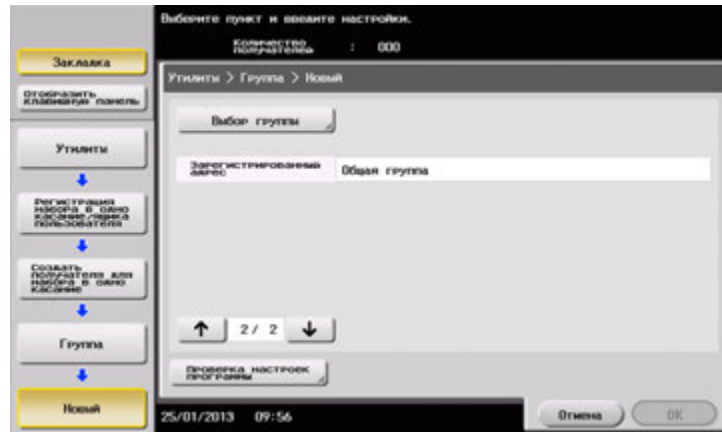 Выберите пункт и введите настройки.
Количество
получателей : 000
Закладка
Отобразить
клавишную панель
Утилиты
Регистрация
набора в одно
касание/ящика
пользователя
Создать
получателя для
набора в одно
касание
Группа
Новый
Утилиты > Группа > Новый
Выбор группы
Зарегистрированный
адрес
Общая группа
↑ 2/ 2 ↓
Проверка настроек
программы
25/01/2013 09:56
Отмена
OK